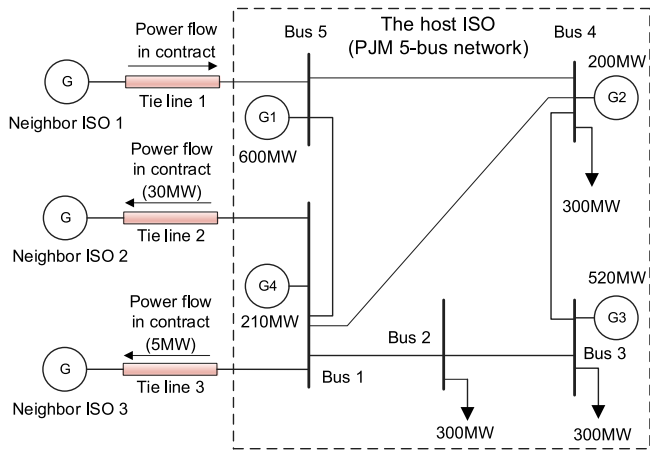 Power flow
in contract
G
Tie line 1
Neighbor ISO 1
Power flow
in contract
(30MW)
G
Tie line 2
Neighbor ISO 2
Power flow
in contract
(5MW)
G
Tie line 3
Neighbor ISO 3
The host ISO
(PJM 5-bus network)
Bus 5
G1
600MW
Bus 4
200MW
G2
300MW
G4
210MW
Bus 1
Bus 2
300MW
520MW
G3
Bus 3
300MW